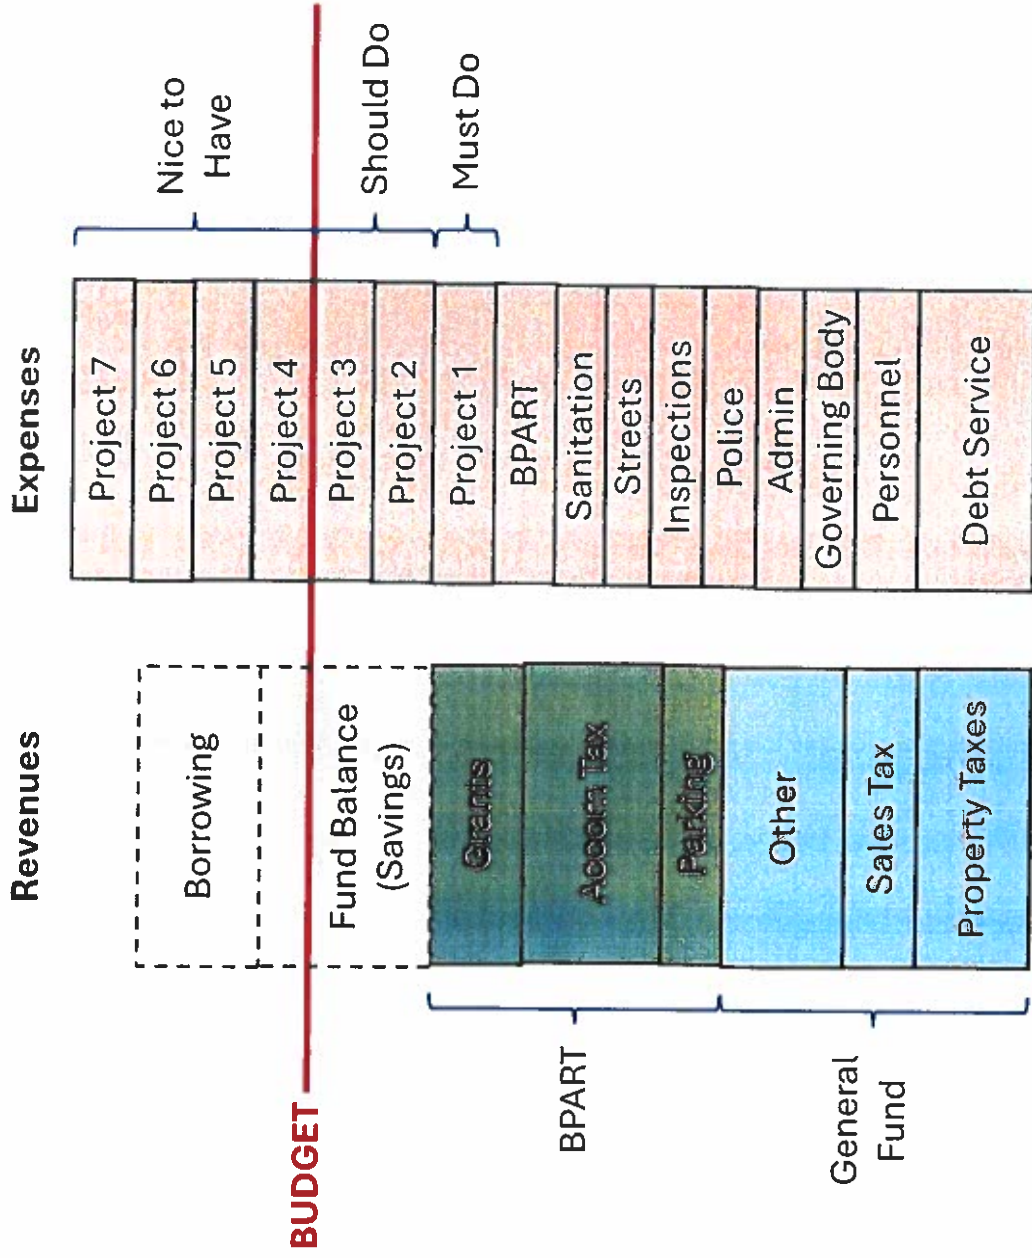 Revenues
Expenses
Borrowing
Fund Balance
(Savings)
Grants
Accom Tax
Parking
Other
Sales Tax
Property Taxes
BPART
General
Fund
BUDGET
Project 7
Project 6
Project 5
Project 4
Project 3
Project 2
Project 1
BPART
Sanitation
Streets
Inspections
Police
Admin
Governing Body
Personnel
Debt Service
Nice to
Have
Should Do
Must Do